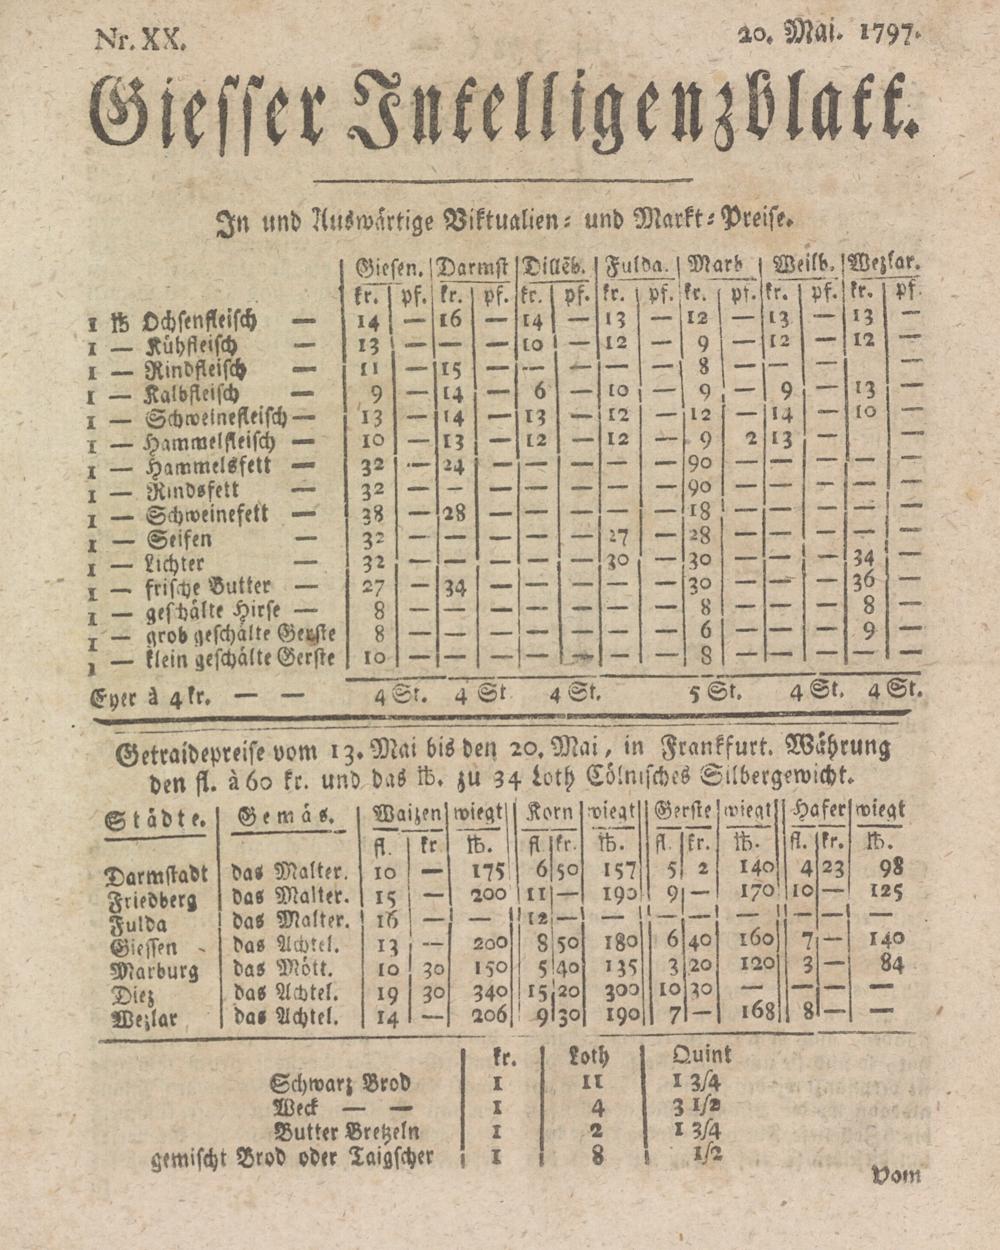 Nr. XX. 20. Mai. 1797.
Giesser Intelligenzblatt.
In und Auswärtige Viktualien- und Markt-Preise.
Giesen. Darmst Dillẽb. Fulda. Marb Weilb. Wezlar.
kr. pf. kr. pf. kr. pf. kr. pf. kr. pf. kr. pf. kr. pf
1 ℔ Ochsenfleisch — 14 — 16 — 14 — 13 — 12 — 13 — 13 —
1 — Kühfleisch — 13 — — — 10 — 12 — 9 — 12 — 12 —
1 — Rindfleisch — 11 — 15 — — — — — 8 — — — — —
1 — Kalbfleisch — 9 — 14 — 6 — 10 — 9 — 9 — 13 —
1 — Schweinefleisch — 13 — 14 — 13 — 12 — 12 — 14 — 10 —
1 — Hammelfleisch — 10 — 13 — 12 — 12 — 9 2 13 — —
1 — Hammelsfett — 32 — 24 — — — — — 90 — — — — —
1 — Rindsfett — 32 — — — — — — — 90 — — — — —
1 — Schweinefett — 38 — 28 — — — — — 18 — — — — —
1 — Seifen — 32 — — — — — 27 — 28 — — — — —
1 — Lichter — 32 — — — — — 30 — 30 — — — 34 —
1 — frische Butter — 27 — 34 — — — — — 30 — — — 36 —
1 — geschälte Hirse — 8 — — — — — — — 8 — — — 8 —
1 — grob geschälte Gerste 8 — — — — — — — 6 — — — 9 —
1 — klein geschälte Gerste 10 — — — — — — — 8 — — — — —
Eyer à 4 kr. — — 4 St. 4 St 4 St. 5 St. 4 St. 4 St.
Getraidepreise vom 13. Mai bis den 20. Mai, in Frankfurt. Währung
den fl. à 60 kr. und das ℔. zu 34 Loth Cölnisches Silbergewicht.
Städte. Gemäs. Waizen wiegt Korn wiegt Gerste wiegt Hafer wiegt
fl. kr ℔. fl kr. ℔. fl. kr. ℔. fl. kr. ℔.
Darmstadt das Malter. 10 — 175 6 50 157 5 2 140 4 23 98
Friedberg das Malter. 15 — 200 11 — 190 9 — 170 10 — 125
Fulda das Malter. 16 — — 12 — — — — — — — —
Giessen das Achtel. 13 — 200 8 50 180 6 40 160 7 — 140
Marburg das Mött. 10 30 150 5 40 135 3 20 120 3 — 84
Diez das Achtel. 19 30 340 15 20 300 10 30 — — — —
Wezlar das Achtel. 14 — 206 9 30 190 7 — 168 8 — —
kr. Loth Quint
Schwarz Brod 1 11 1 3/4
Weck — — 1 4 3 1/2
Butter Bretzeln 1 2 1 3/4
gemischt Brod oder Taigscher 1 8 1/2
Vom